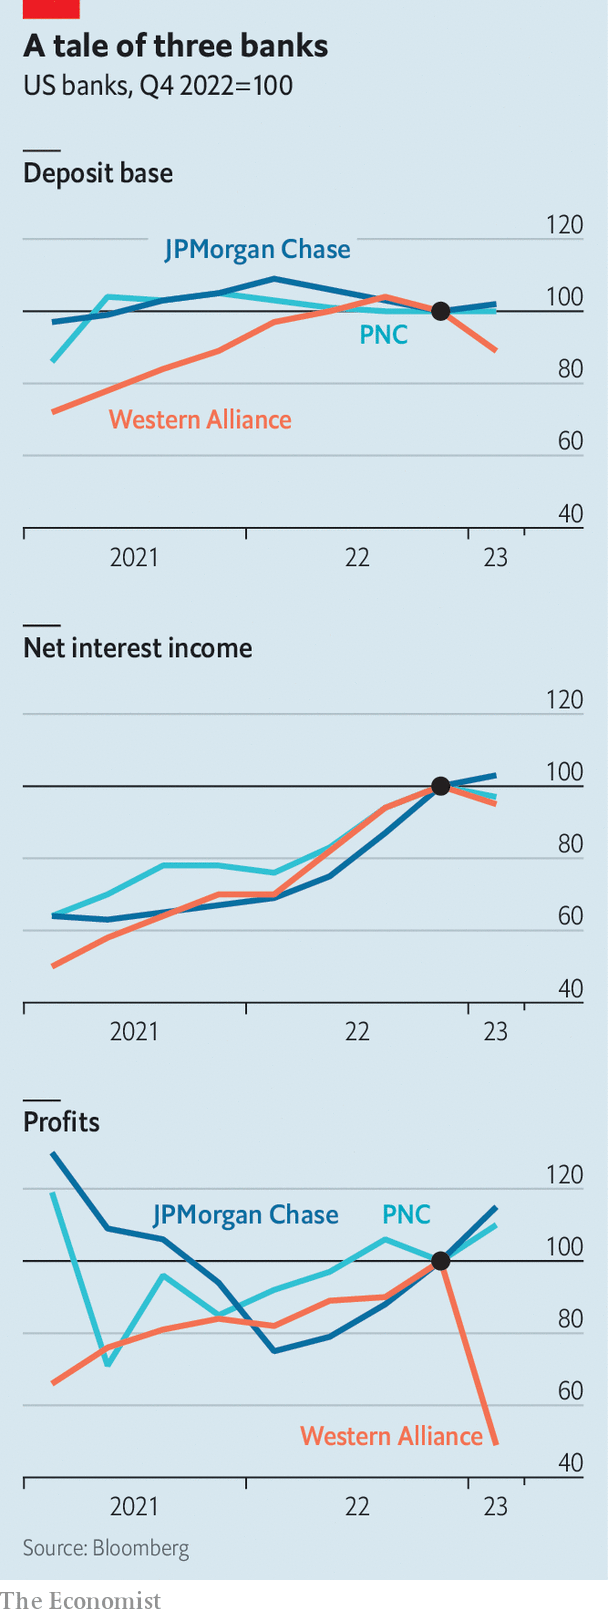 A tale of three banks
US banks, Q4 2022=100
Deposit base
120
JPMorgan Chase
100
PNC
80
Western Alliance
60
40
2021 22 23
Net interest income
120
100
80
60
40
2021 22 23
Profits
120
JPMorgan Chase PNC
100
80
60
Western Alliance
40
2021 22 23
Source: Bloomberg
The Economist